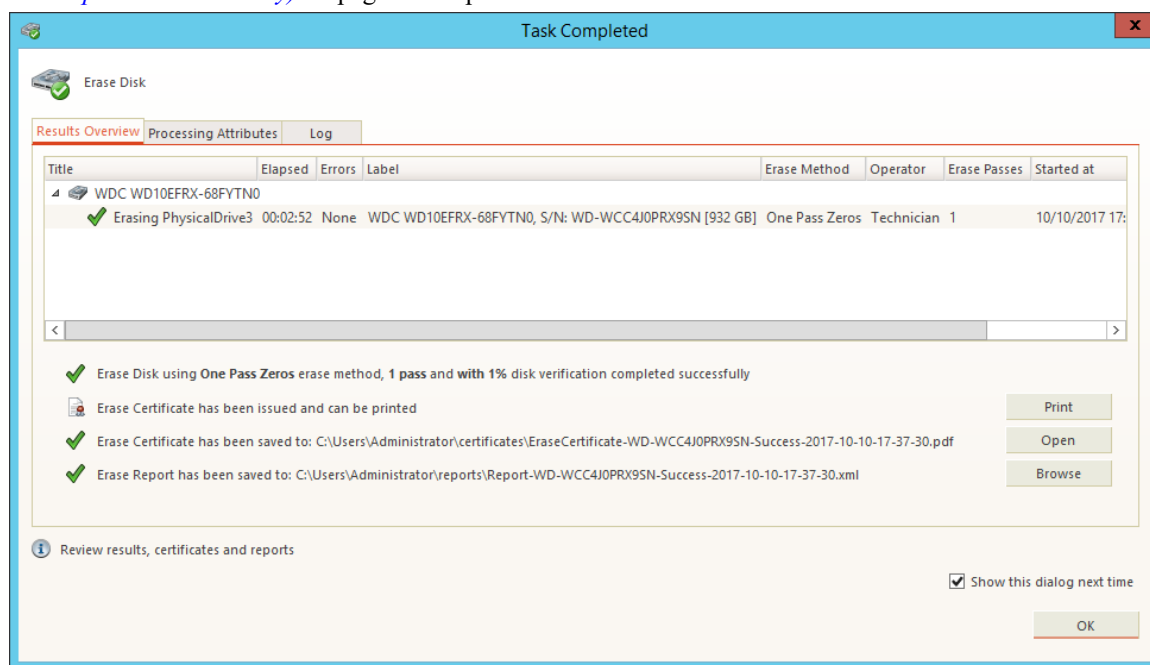 Task Completed
x
Erase Disk
Results Overview Processing Attributes Log
Title Elapsed Errors Label Erase Method Operator Erase Passes Started at
WDC WD10EFRX-68FYTN0
Erasing PhysicalDrive3 00:02:52 None WDC WD10EFRX-68FYTN0, S/N: WD-WCC4J0PRX9SN [932 GB] One Pass Zeros Technician 1 10/10/2017 17:
Erase Disk using One Pass Zeros erase method, 1 pass and with 1% disk verification completed successfully
Erase Certificate has been issued and can be printed Print
Erase Certificate has been saved to: C:\Users\Administrator\certificates\EraseCertificate-WD-WCC4J0PRX9SN-Success-2017-10-10-17-37-30.pdf Open
Erase Report has been saved to: C:\Users\Administrator\reports\Report-WD-WCC4J0PRX9SN-Success-2017-10-10-17-37-30.xml Browse
Review results, certificates and reports
Show this dialog next time
OK